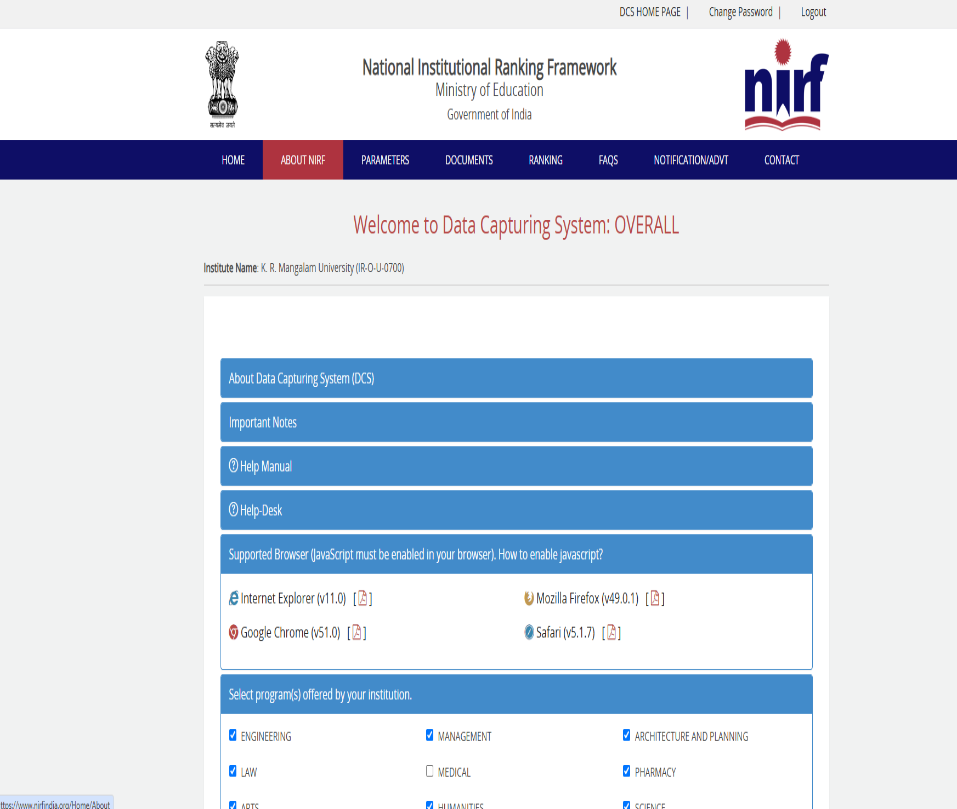 DCS HOME PAGE | Change Password | Logout
National Institutional Ranking Framework
Ministry of Education
Government of India
सत्यमेव जयते
nirf
HOME ABOUT NIRF PARAMETERS DOCUMENTS RANKING FAQS NOTIFICATION/ADVT CONTACT
Welcome to Data Capturing System: OVERALL
Institute Name: K. R. Mangalam University (IR-O-U-0700)
About Data Capturing System (DCS)
Important Notes
Help Manual
Help-Desk
Supported Browser (JavaScript must be enabled in your browser). How to enable javascript?
Internet Explorer (v11.0) [ ] Mozilla Firefox (v49.0.1) [ ]
Google Chrome (v51.0) [ ] Safari (v5.1.7) [ ]
Select program(s) offered by your institution.
ENGINEERING MANAGEMENT ARCHITECTURE AND PLANNING
LAW MEDICAL PHARMACY
ARTS HUMANITIES SCIENCE
ttps://www.nirfindia.org/Home/About